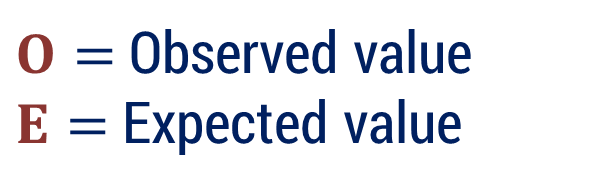 O = Observed value
E = Expected value